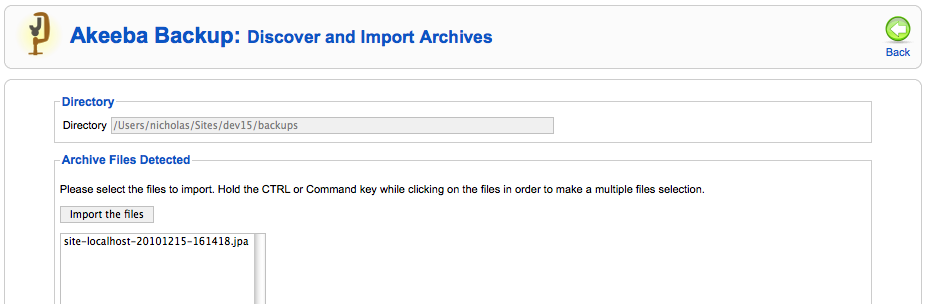 Akeeba Backup: Discover and Import Archives
Back
Directory
Directory /Users/nicholas/Sites/dev15/backups
Archive Files Detected
Please select the files to import. Hold the CTRL or Command key while clicking on the files in order to make a multiple files selection.
Import the files
site-localhost-20101215-161418.jpa